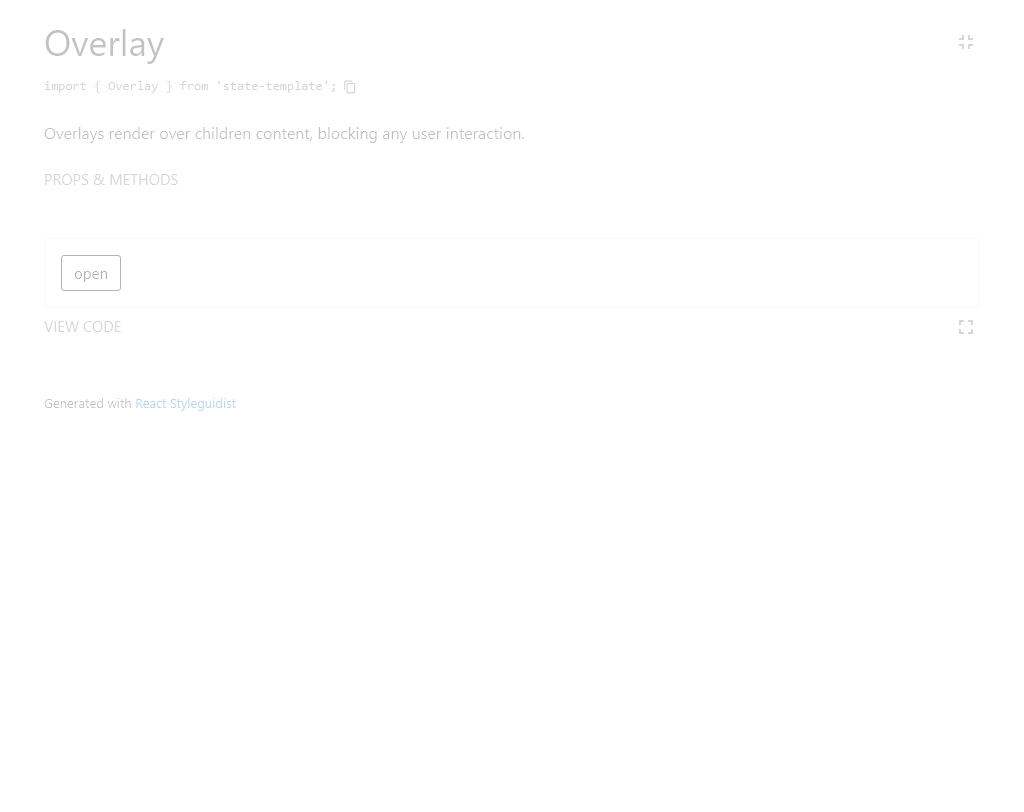 Overlay
import { Overlay } from 'state-template';
Overlays render over children content, blocking any user interaction.
PROPS & METHODS
open
VIEW CODE
Generated with React Styleguidist